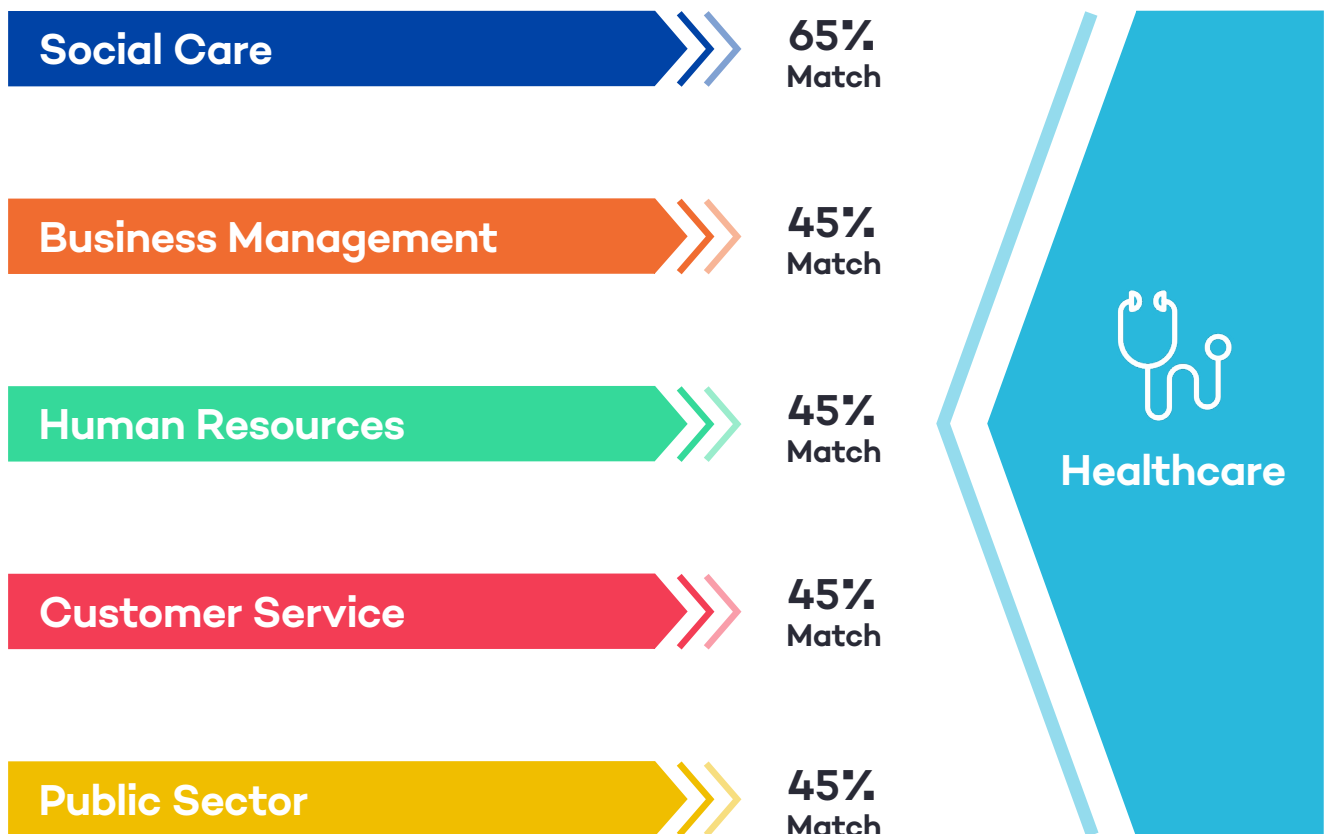 Social Care
65%
Match
Business Management
45%
Match
Human Resources
45%
Match
Healthcare
Customer Service
45%
Match
Public Sector
45%
Match